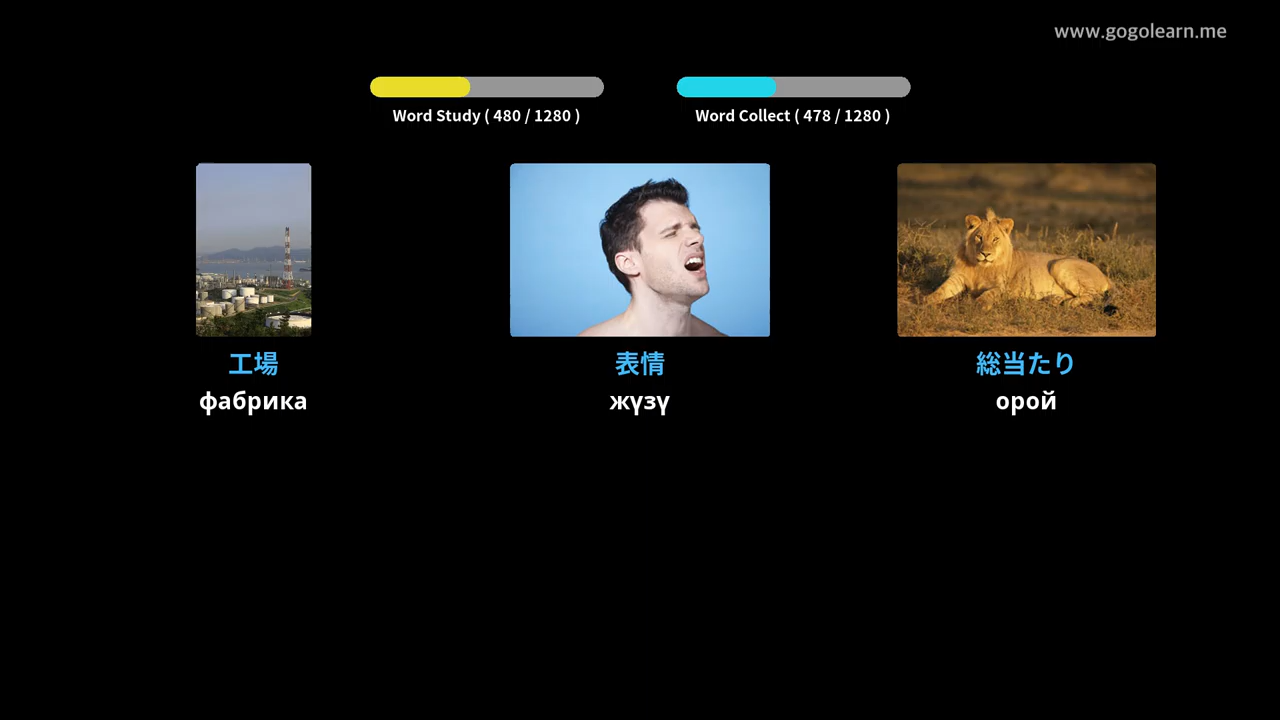 www.gogolearn.me
Word Study ( 480 / 1280 )
Word Collect ( 478 / 1280 )
工場
表情
総当たり
фабрика
жүзү
орой